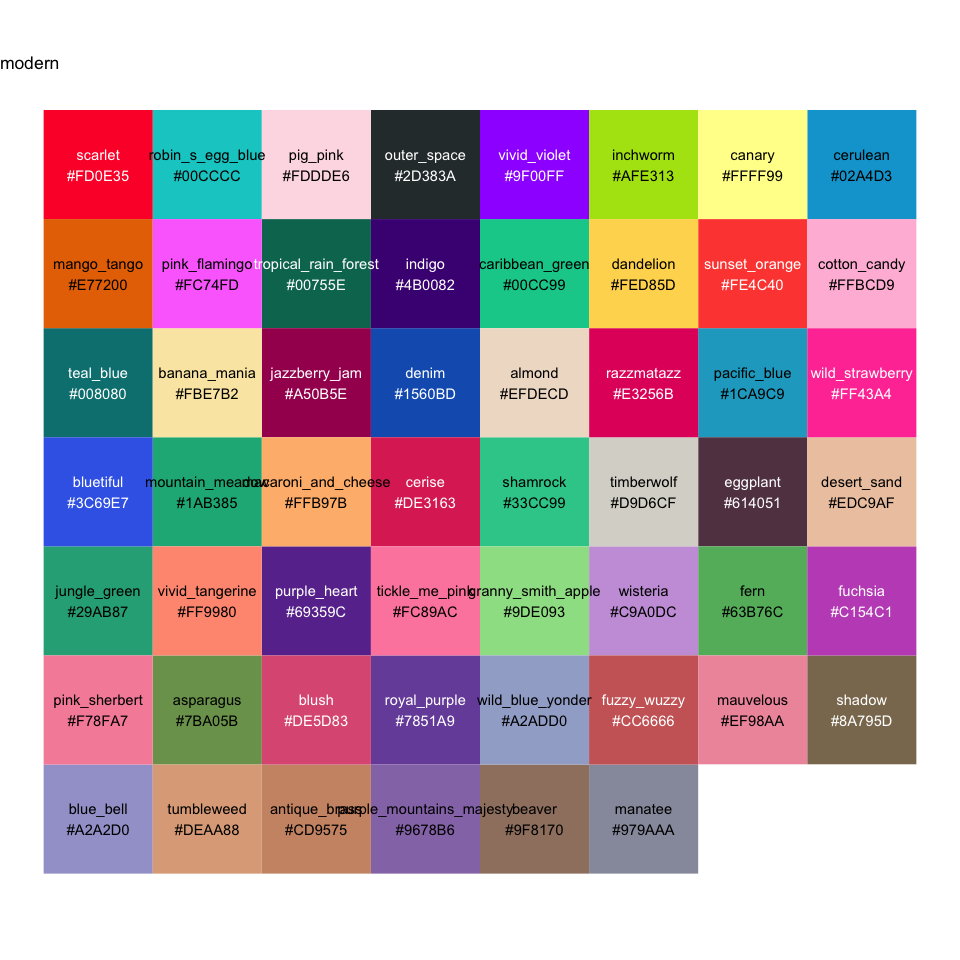 modern
scarlet
#FD0E35
robin_s_egg_blue
#00CCCC
pig_pink
#FDDDE6
outer_space
#2D383A
vivid_violet
#9F00FF
inchworm
#AFE313
canary
#FFFF99
cerulean
#02A4D3
mango_tango
#E77200
pink_flamingo
#FC74FD
tropical_rain_forest
#00755E
indigo
#4B0082
caribbean_green
#00CC99
dandelion
#FED85D
sunset_orange
#FE4C40
cotton_candy
#FFBCD9
teal_blue
#008080
banana_mania
#FBE7B2
jazzberry_jam
#A50B5E
denim
#1560BD
almond
#EFDECD
razzmatazz
#E3256B
pacific_blue
#1CA9C9
wild_strawberry
#FF43A4
bluetiful
#3C69E7
mountain_meadow
#1AB385
macaroni_and_cheese
#FFB97B
cerise
#DE3163
shamrock
#33CC99
timberwolf
#D9D6CF
eggplant
#614051
desert_sand
#EDC9AF
jungle_green
#29AB87
vivid_tangerine
#FF9980
purple_heart
#69359C
tickle_me_pink
#FC89AC
granny_smith_apple
#9DE093
wisteria
#C9A0DC
fern
#63B76C
fuchsia
#C154C1
pink_sherbert
#F78FA7
asparagus
#7BA05B
blush
#DE5D83
royal_purple
#7851A9
wild_blue_yonder
#A2ADD0
fuzzy_wuzzy
#CC6666
mauvelous
#EF98AA
shadow
#8A795D
blue_bell
#A2A2D0
tumbleweed
#DEAA88
antique_brass
#CD9575
purple_mountains_majesty
#9678B6
beaver
#9F8170
manatee
#979AAA